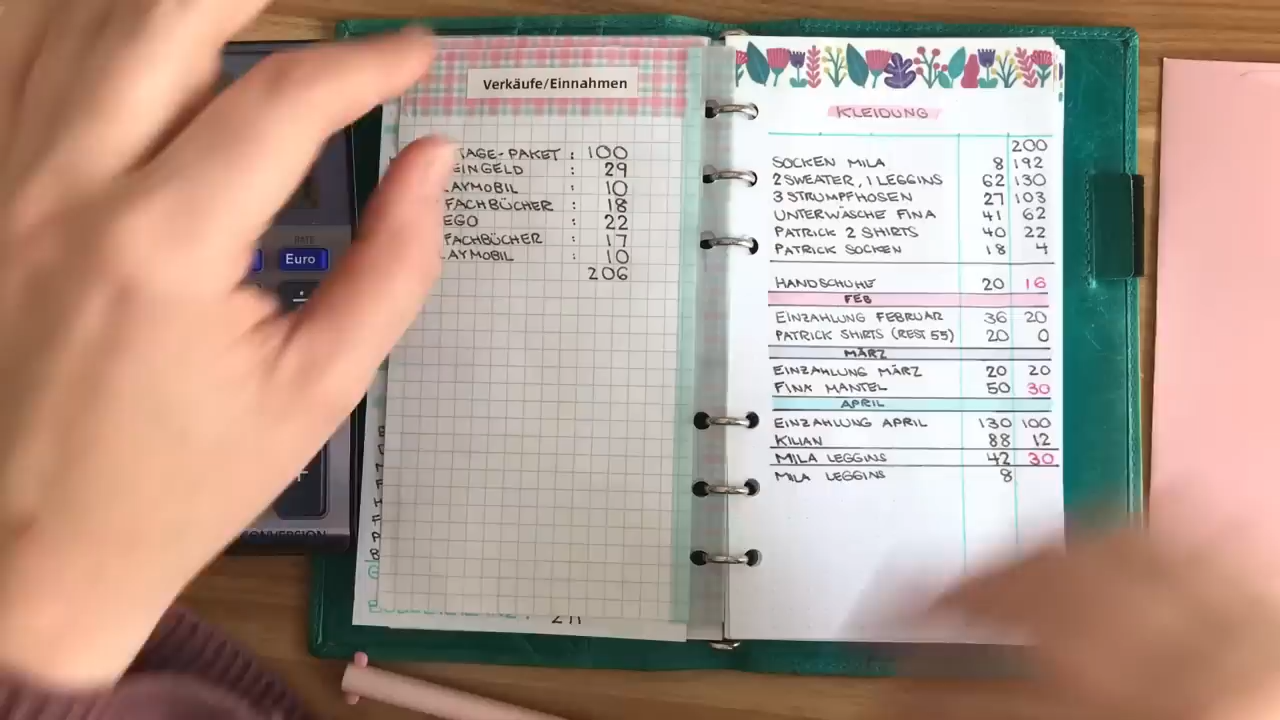 Verkäufe/Einnahmen
TAGE-PAKET : 100
EINGELD : 29
AYMOBIL : 10
FACHBÜCHER : 18
EGO : 22
FACHBÜCHER : 17
AYMOBIL : 10
206
KLEIDUNG
200
SOCKEN MILA 8 192
2 SWEATER, 1 LEGGINS 62 130
3 STRUMPFHOSEN 27 103
UNTERWÄSCHE FINA 41 62
PATRICK 2 SHIRTS 40 22
PATRICK SOCKEN 18 4
HANDSCHUHE 20 16
FEB
EINZAHLUNG FEBRUAR 36 20
PATRICK SHIRTS (REST 55) 20 0
MÄRZ
EINZAHLUNG MÄRZ 20 20
FINA MANTEL 50 30
APRIL
EINZAHLUNG APRIL 130 100
KILIAN 88 12
MILA LEGGINS 42 30
MILA LEGGINS 8
RATE
Euro
÷
+